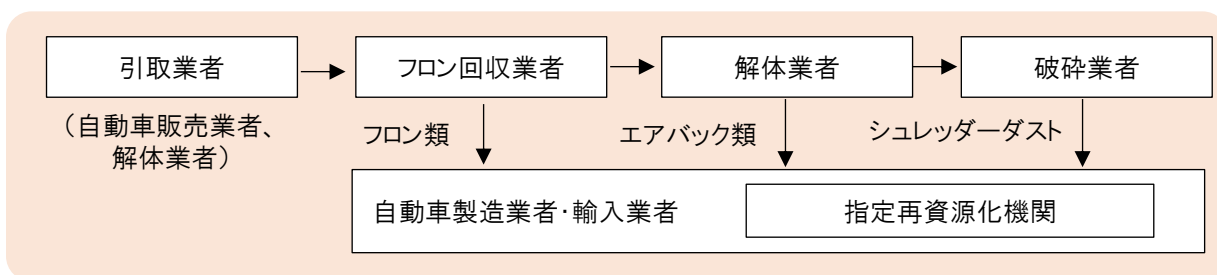 引取業者
フロン回収業者
解体業者
破砕業者
（自動車販売業者、
解体業者）
フロン類
エアバック類
シュレッダーダスト
自動車製造業者・輸入業者
指定再資源化機関